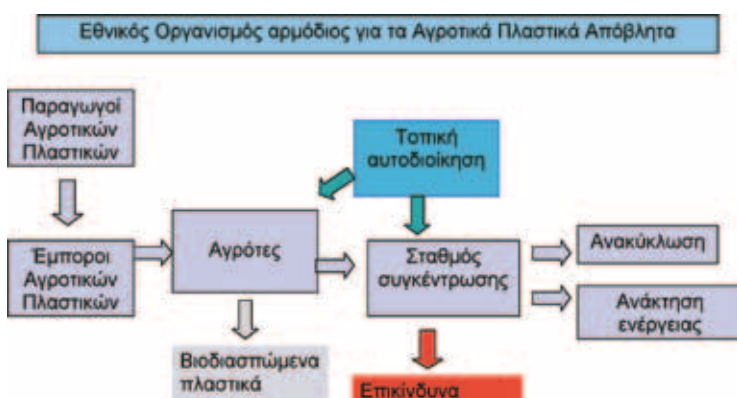 Εθνικός Οργανισμός αρμόδιος για τα Αγροτικά Πλαστικά Απόβλητα
Παραγωγοί
Αγροτικών
Πλαστικών
Τοπική
αυτοδιοίκηση
Έμποροι
Αγροτικών
Πλαστικών
Αγρότες
Σταθμός
συγκέντρωσης
Ανακύκλωση
Ανάκτηση
ενέργειας
Βιοδιασπώμενα
πλαστικά
Επικίνδυνα